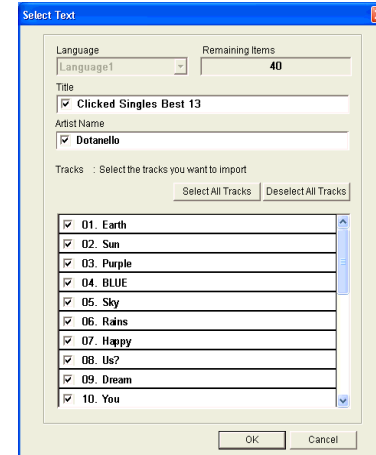 Select Text
Language Remaining Items
Language1 40
Title
Clicked Singles Best 13
Artist Name
Dotanello
Tracks : Select the tracks you want to import
Select All Tracks Deselect All Tracks
01. Earth
02. Sun
03. Purple
04. BLUE
05. Sky
06. Rains
07. Happy
08. Us?
09. Dream
10. You
OK Cancel